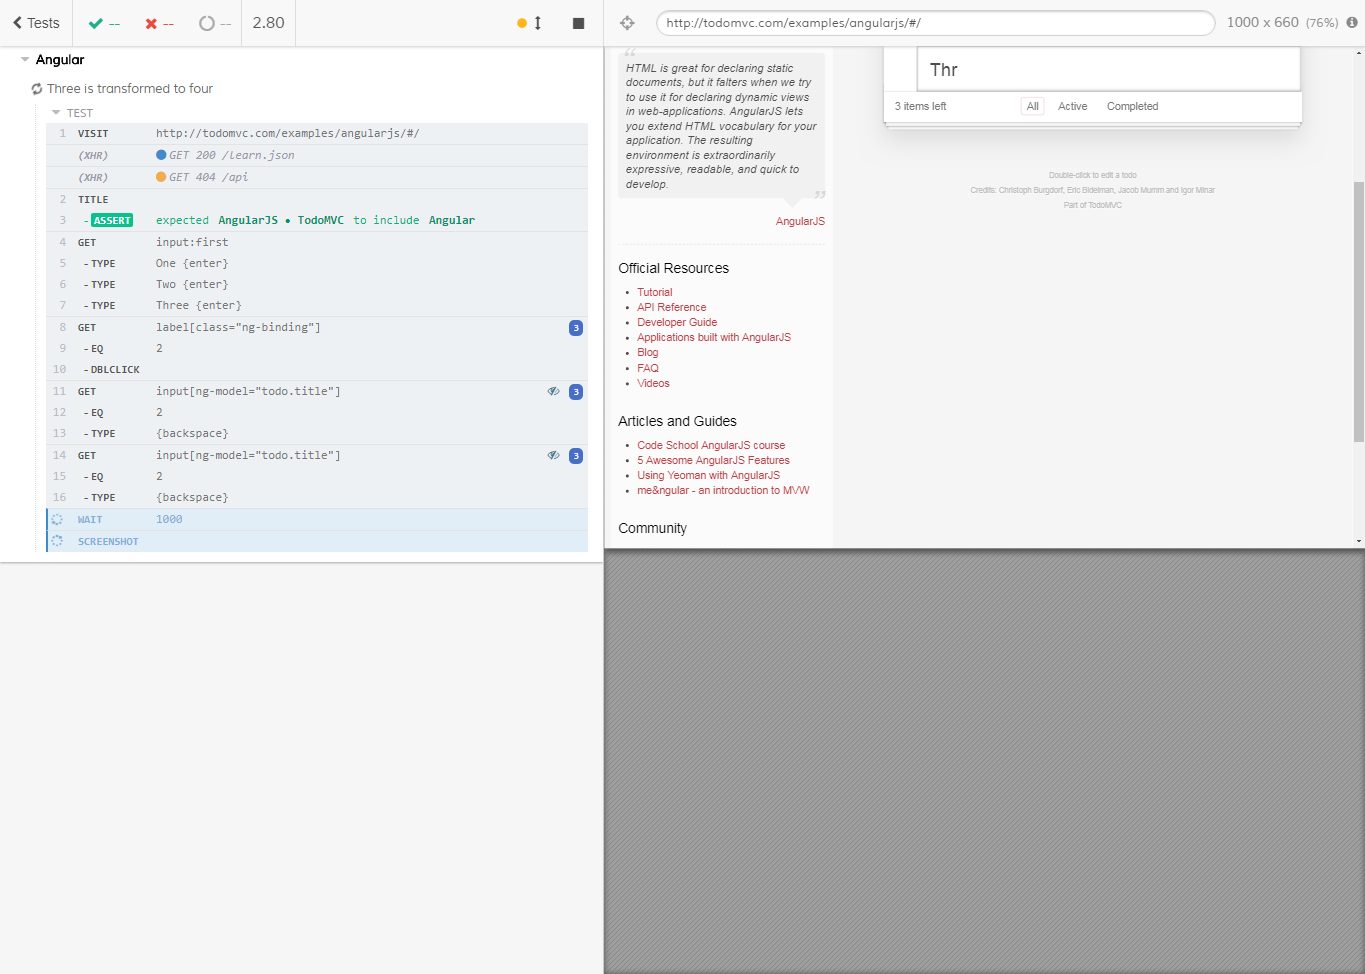 Tests -- -- -- 2.80
http://todomvc.com/examples/angularjs/#/ 1000 x 660 (76%)
Angular
Three is transformed to four
TEST
1 VISIT http://todomvc.com/examples/angularjs/#/
(XHR) GET 200 /learn.json
(XHR) GET 404 /api
2 TITLE
3 - ASSERT expected AngularJS • TodoMVC to include Angular
4 GET input:first
5 - TYPE One {enter}
6 - TYPE Two {enter}
7 - TYPE Three {enter}
8 GET label[class="ng-binding"] 3
9 - EQ 2
10 - DBLCLICK
11 GET input[ng-model="todo.title"] 3
12 - EQ 2
13 - TYPE {backspace}
14 GET input[ng-model="todo.title"] 3
15 - EQ 2
16 - TYPE {backspace}
WAIT 1000
SCREENSHOT
“
HTML is great for declaring static
documents, but it falters when we try
to use it for declaring dynamic views
in web-applications. AngularJS lets
you extend HTML vocabulary for your
application. The resulting
environment is extraordinarily
expressive, readable, and quick to
develop.
”
AngularJS
Official Resources
• Tutorial
• API Reference
• Developer Guide
• Applications built with AngularJS
• Blog
• FAQ
• Videos
Articles and Guides
• Code School AngularJS course
• 5 Awesome AngularJS Features
• Using Yeoman with AngularJS
• me&ngular - an introduction to MVW
Community
Thr
3 items left All Active Completed
Double-click to edit a todo
Credits: Christoph Burgdorf, Eric Bidelman, Jacob Mumm and Igor Minar
Part of TodoMVC